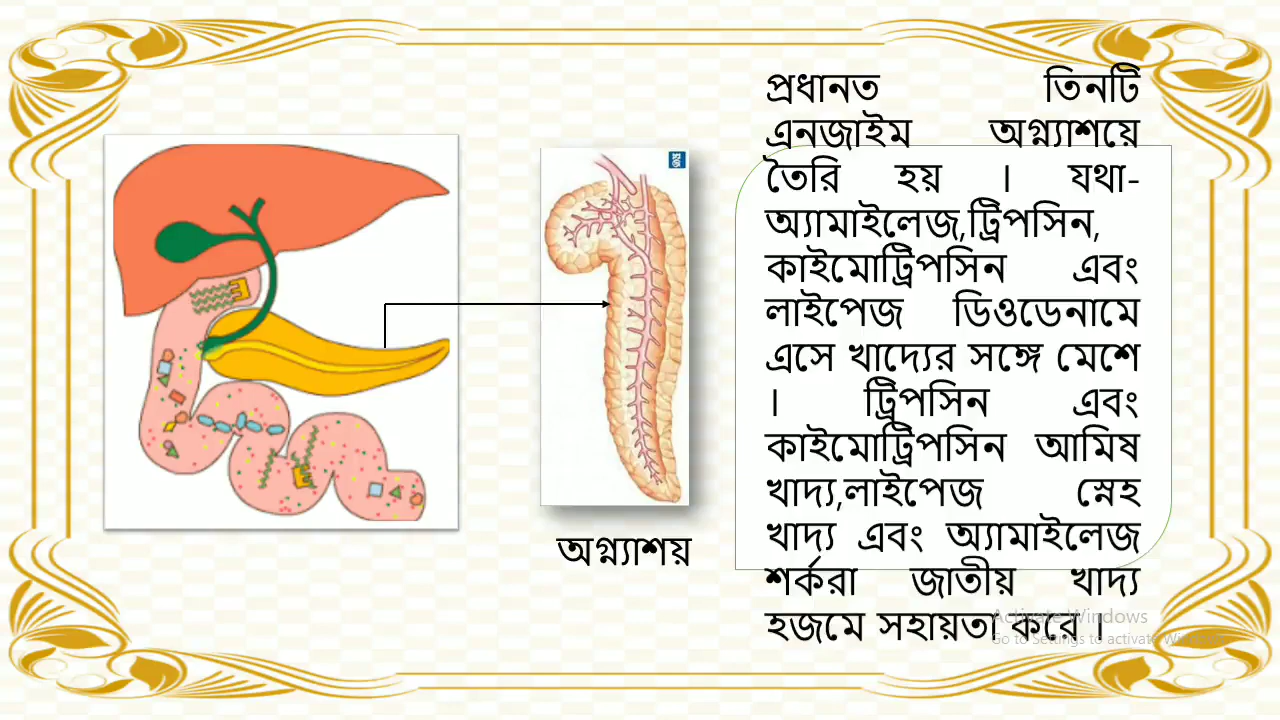 প্রধানত তিনটি
এনজাইম অগ্ন্যাশয়ে
তৈরি হয় । যথা-
অ্যামাইলেজ,ট্রিপসিন,
কাইমোট্রিপসিন এবং
লাইপেজ ডিওডেনামে
এসে খাদ্যের সঙ্গে মেশে
। ট্রিপসিন এবং
কাইমোট্রিপসিন আমিষ
খাদ্য,লাইপেজ স্নেহ
খাদ্য এবং অ্যামাইলেজ
শর্করা জাতীয় খাদ্য
হজমে সহায়তা করে ।
অগ্ন্যাশয়
Activate Windows
Go to Settings to activate Windows.